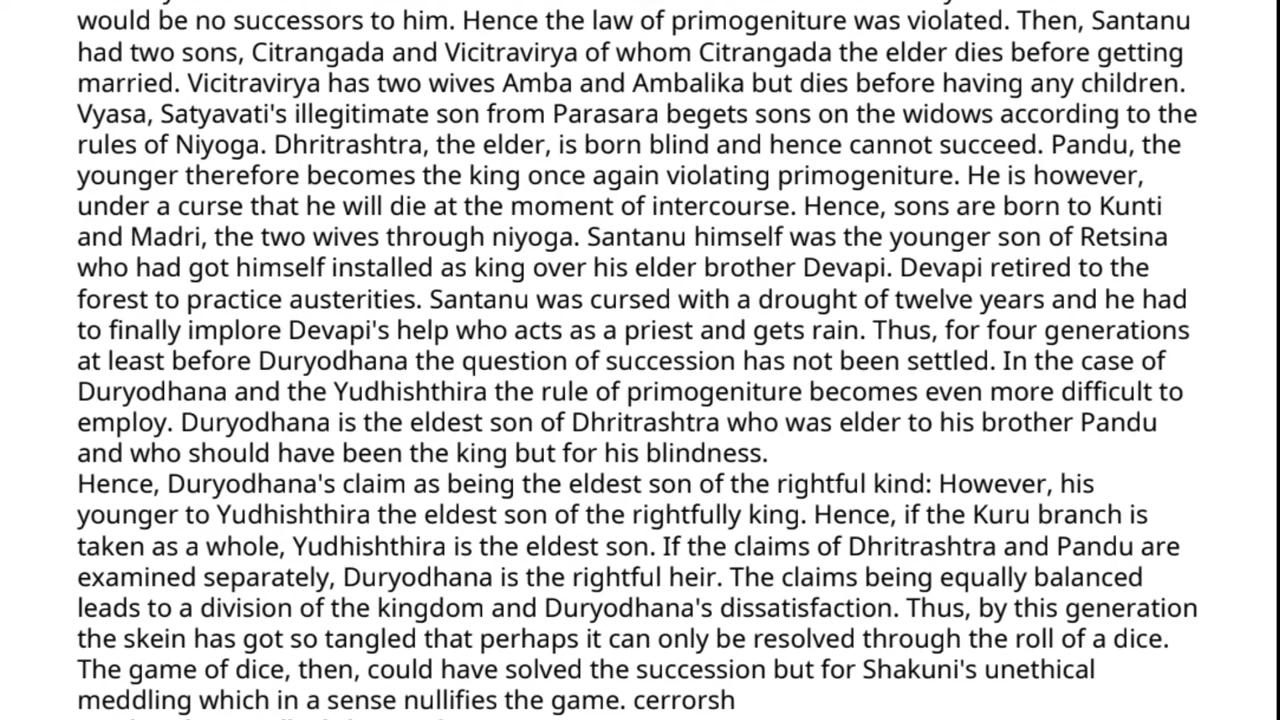 would be no successors to him. Hence the law of primogeniture was violated. Then, Santanu
had two sons, Citrangada and Vicitravirya of whom Citrangada the elder dies before getting
married. Vicitravirya has two wives Amba and Ambalika but dies before having any children.
Vyasa, Satyavati's illegitimate son from Parasara begets sons on the widows according to the
rules of Niyoga. Dhritrashtra, the elder, is born blind and hence cannot succeed. Pandu, the
younger therefore becomes the king once again violating primogeniture. He is however,
under a curse that he will die at the moment of intercourse. Hence, sons are born to Kunti
and Madri, the two wives through niyoga. Santanu himself was the younger son of Retsina
who had got himself installed as king over his elder brother Devapi. Devapi retired to the
forest to practice austerities. Santanu was cursed with a drought of twelve years and he had
to finally implore Devapi's help who acts as a priest and gets rain. Thus, for four generations
at least before Duryodhana the question of succession has not been settled. In the case of
Duryodhana and the Yudhishthira the rule of primogeniture becomes even more difficult to
employ. Duryodhana is the eldest son of Dhritrashtra who was elder to his brother Pandu
and who should have been the king but for his blindness.
Hence, Duryodhana's claim as being the eldest son of the rightful kind: However, his
younger to Yudhishthira the eldest son of the rightfully king. Hence, if the Kuru branch is
taken as a whole, Yudhishthira is the eldest son. If the claims of Dhritrashtra and Pandu are
examined separately, Duryodhana is the rightful heir. The claims being equally balanced
leads to a division of the kingdom and Duryodhana's dissatisfaction. Thus, by this generation
the skein has got so tangled that perhaps it can only be resolved through the roll of a dice.
The game of dice, then, could have solved the succession but for Shakuni's unethical
meddling which in a sense nullifies the game. cerrorsh